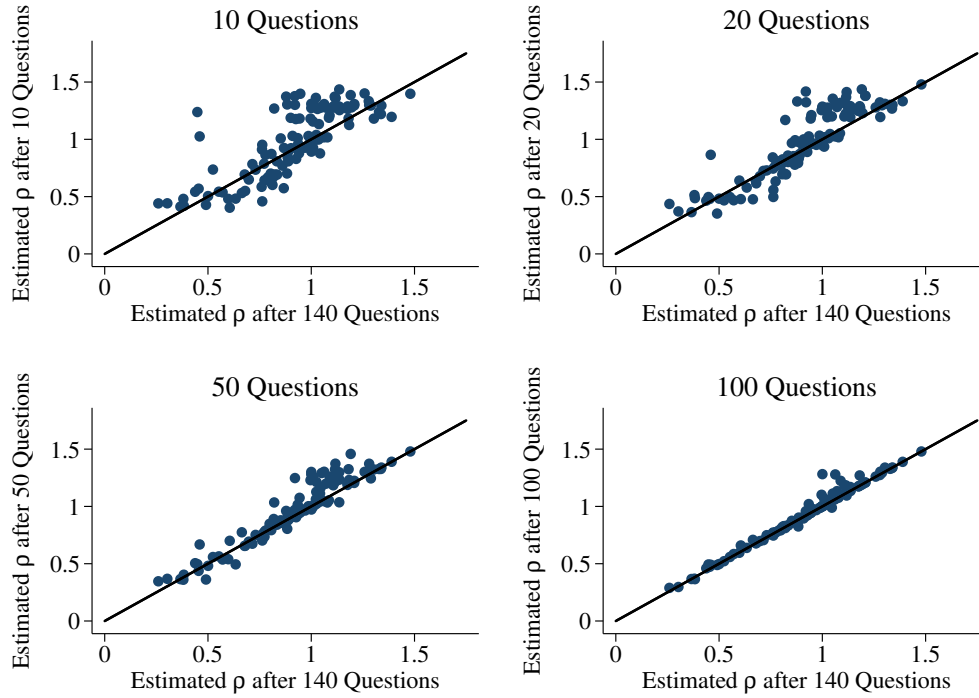 10 Questions
Estimated ρ after 10 Questions
1.5
1
0.5
0
0 0.5 1 1.5
Estimated ρ after 140 Questions
20 Questions
Estimated ρ after 20 Questions
1.5
1
0.5
0
0 0.5 1 1.5
Estimated ρ after 140 Questions
50 Questions
Estimated ρ after 50 Questions
1.5
1
0.5
0
0 0.5 1 1.5
Estimated ρ after 140 Questions
100 Questions
Estimated ρ after 100 Questions
1.5
1
0.5
0
0 0.5 1 1.5
Estimated ρ after 140 Questions